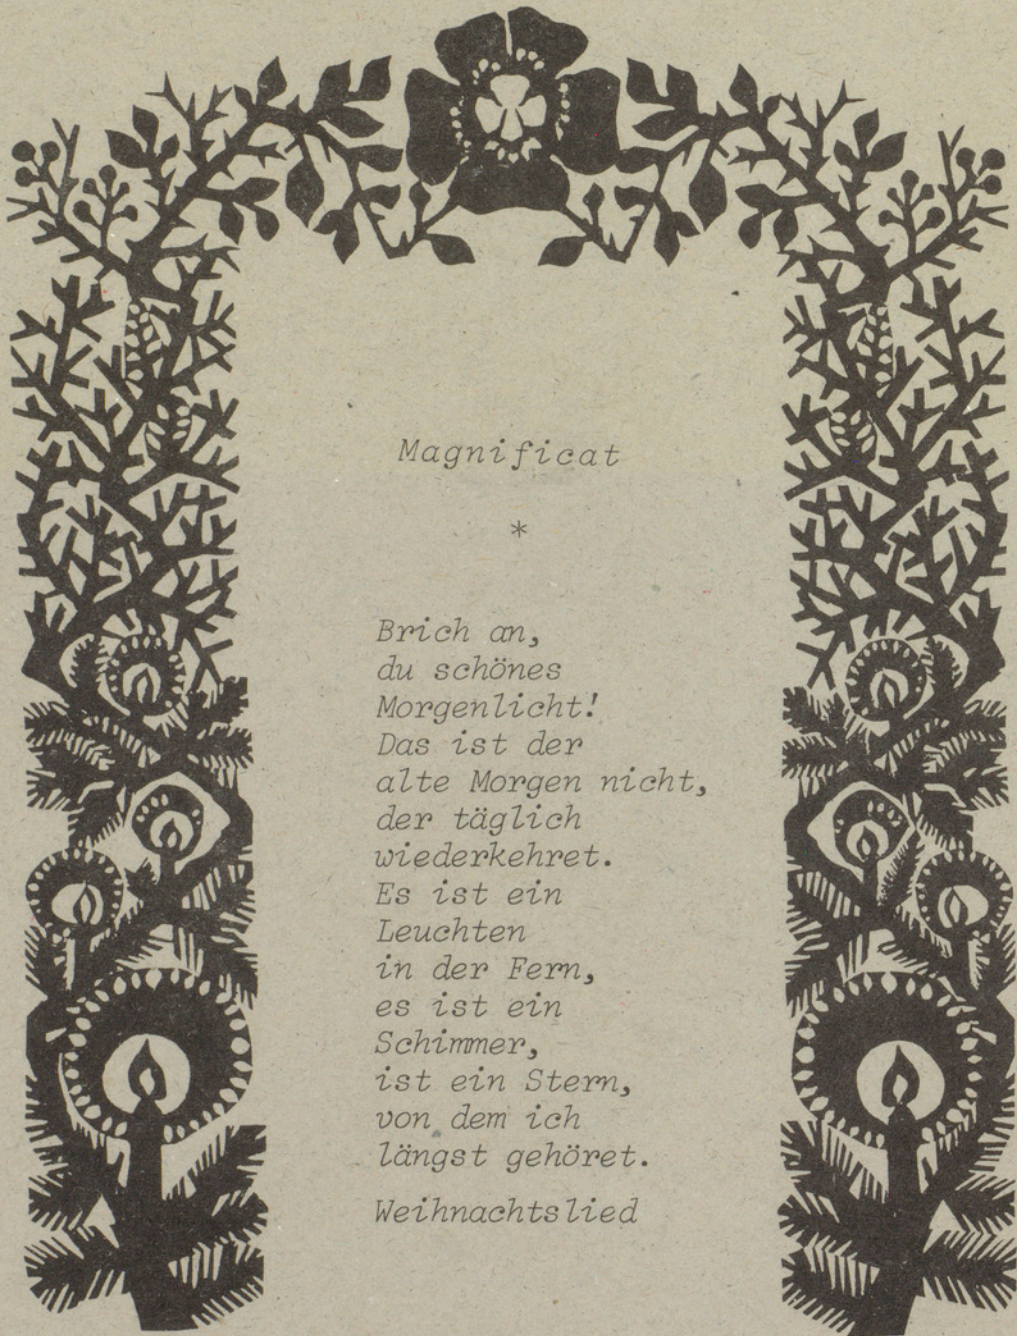 Magnificat
*
Brich an,
du schönes
Morgenlicht!
Das ist der
alte Morgen nicht,
der täglich
wiederkehret.
Es ist ein
Leuchten
in der Fern,
es ist ein
Schimmer,
ist ein Stern,
von dem ich
längst gehöret.
Weihnachtslied